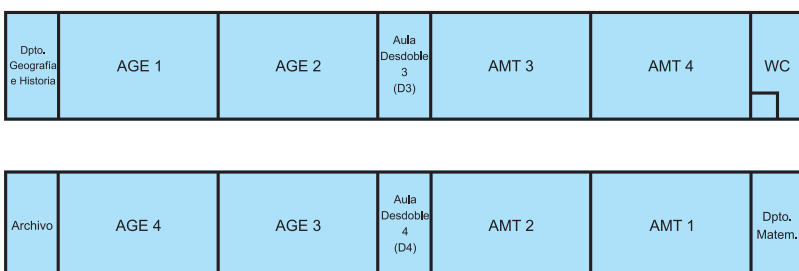 Dpto.
Geografía
e Historia
AGE 1
AGE 2
Aula
Desdoble
3
(D3)
AMT 3
AMT 4
WC
Archivo
AGE 4
AGE 3
Aula
Desdoble
4
(D4)
AMT 2
AMT 1
Dpto.
Matem.